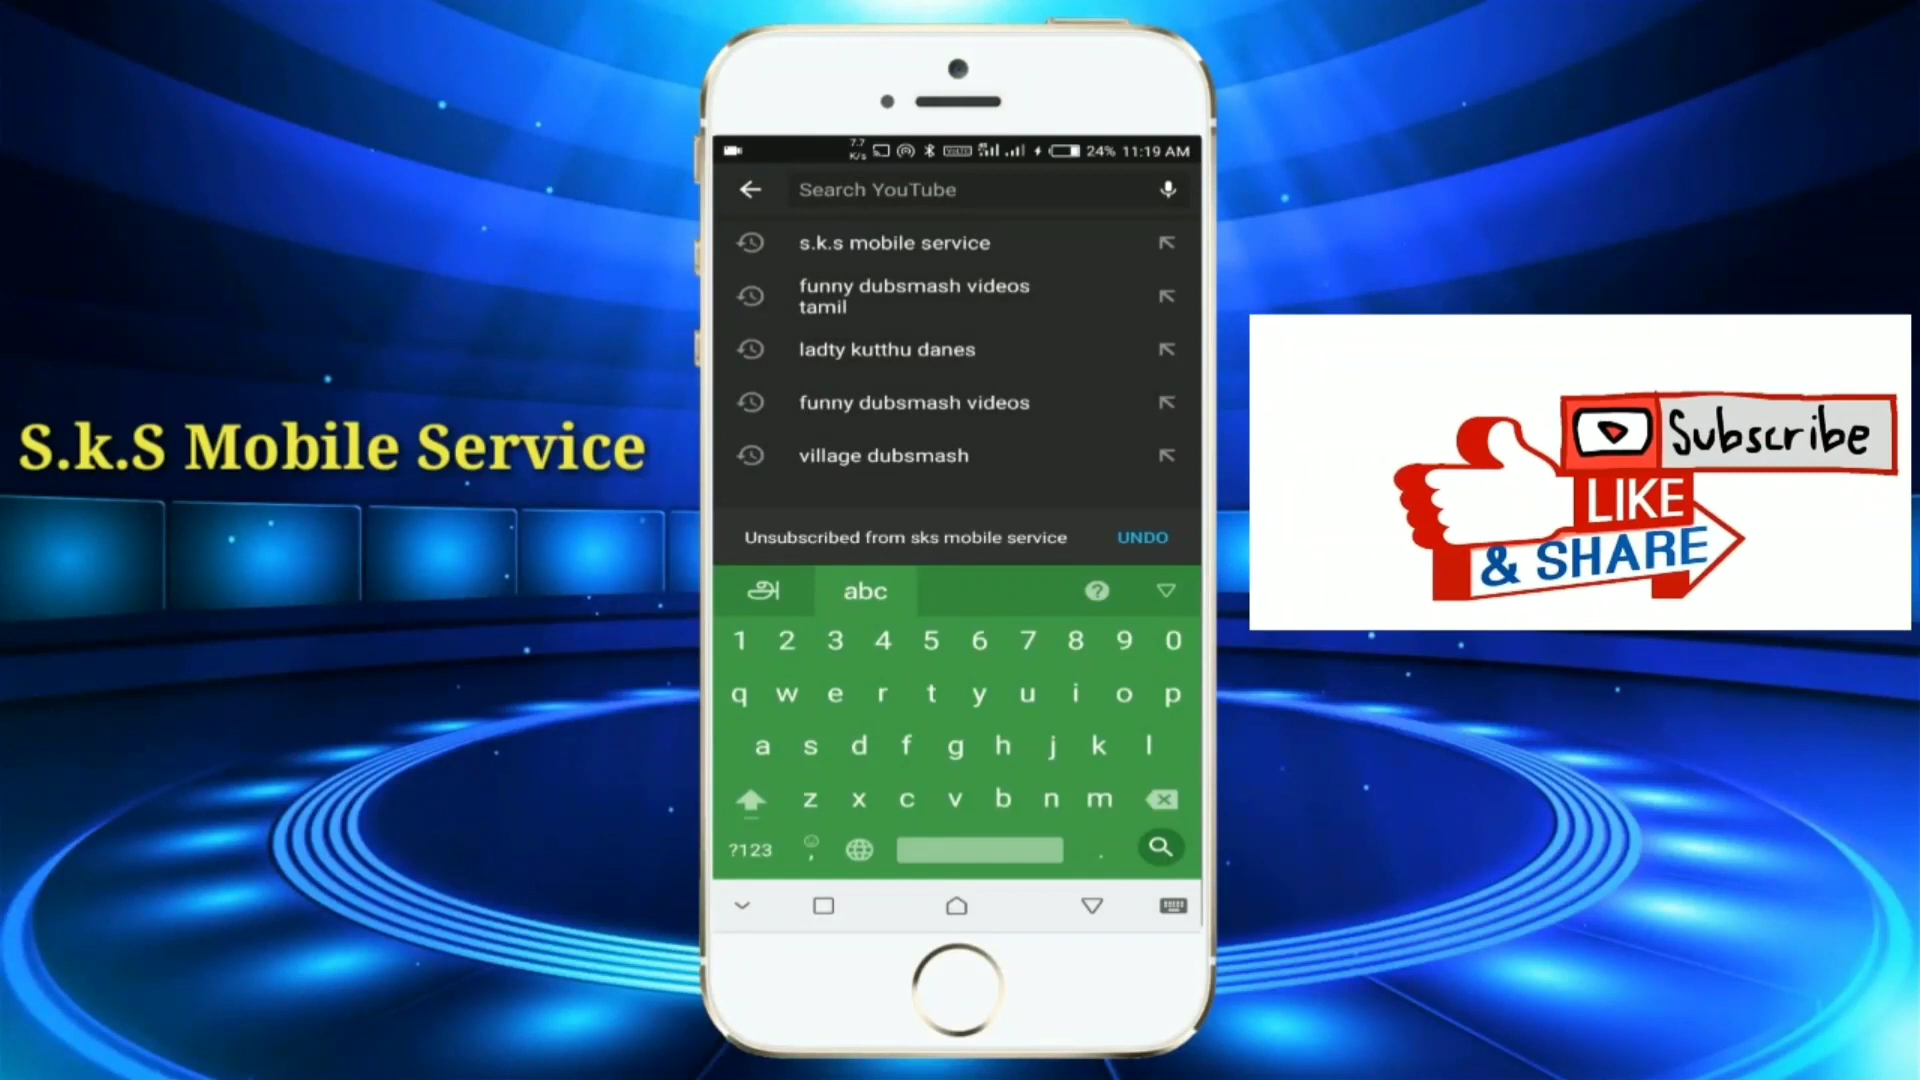 7.7
K/s
24% 11:19 AM
Search YouTube
s.k.s mobile service
funny dubsmash videos
tamil
ladty kutthu danes
funny dubsmash videos
village dubsmash
Unsubscribed from sks mobile service UNDO
அ abc ?
1 2 3 4 5 6 7 8 9 0
q w e r t y u i o p
a s d f g h j k l
z x c v b n m
?123 , .
S.k.S Mobile Service
Subscribe
LIKE
& SHARE